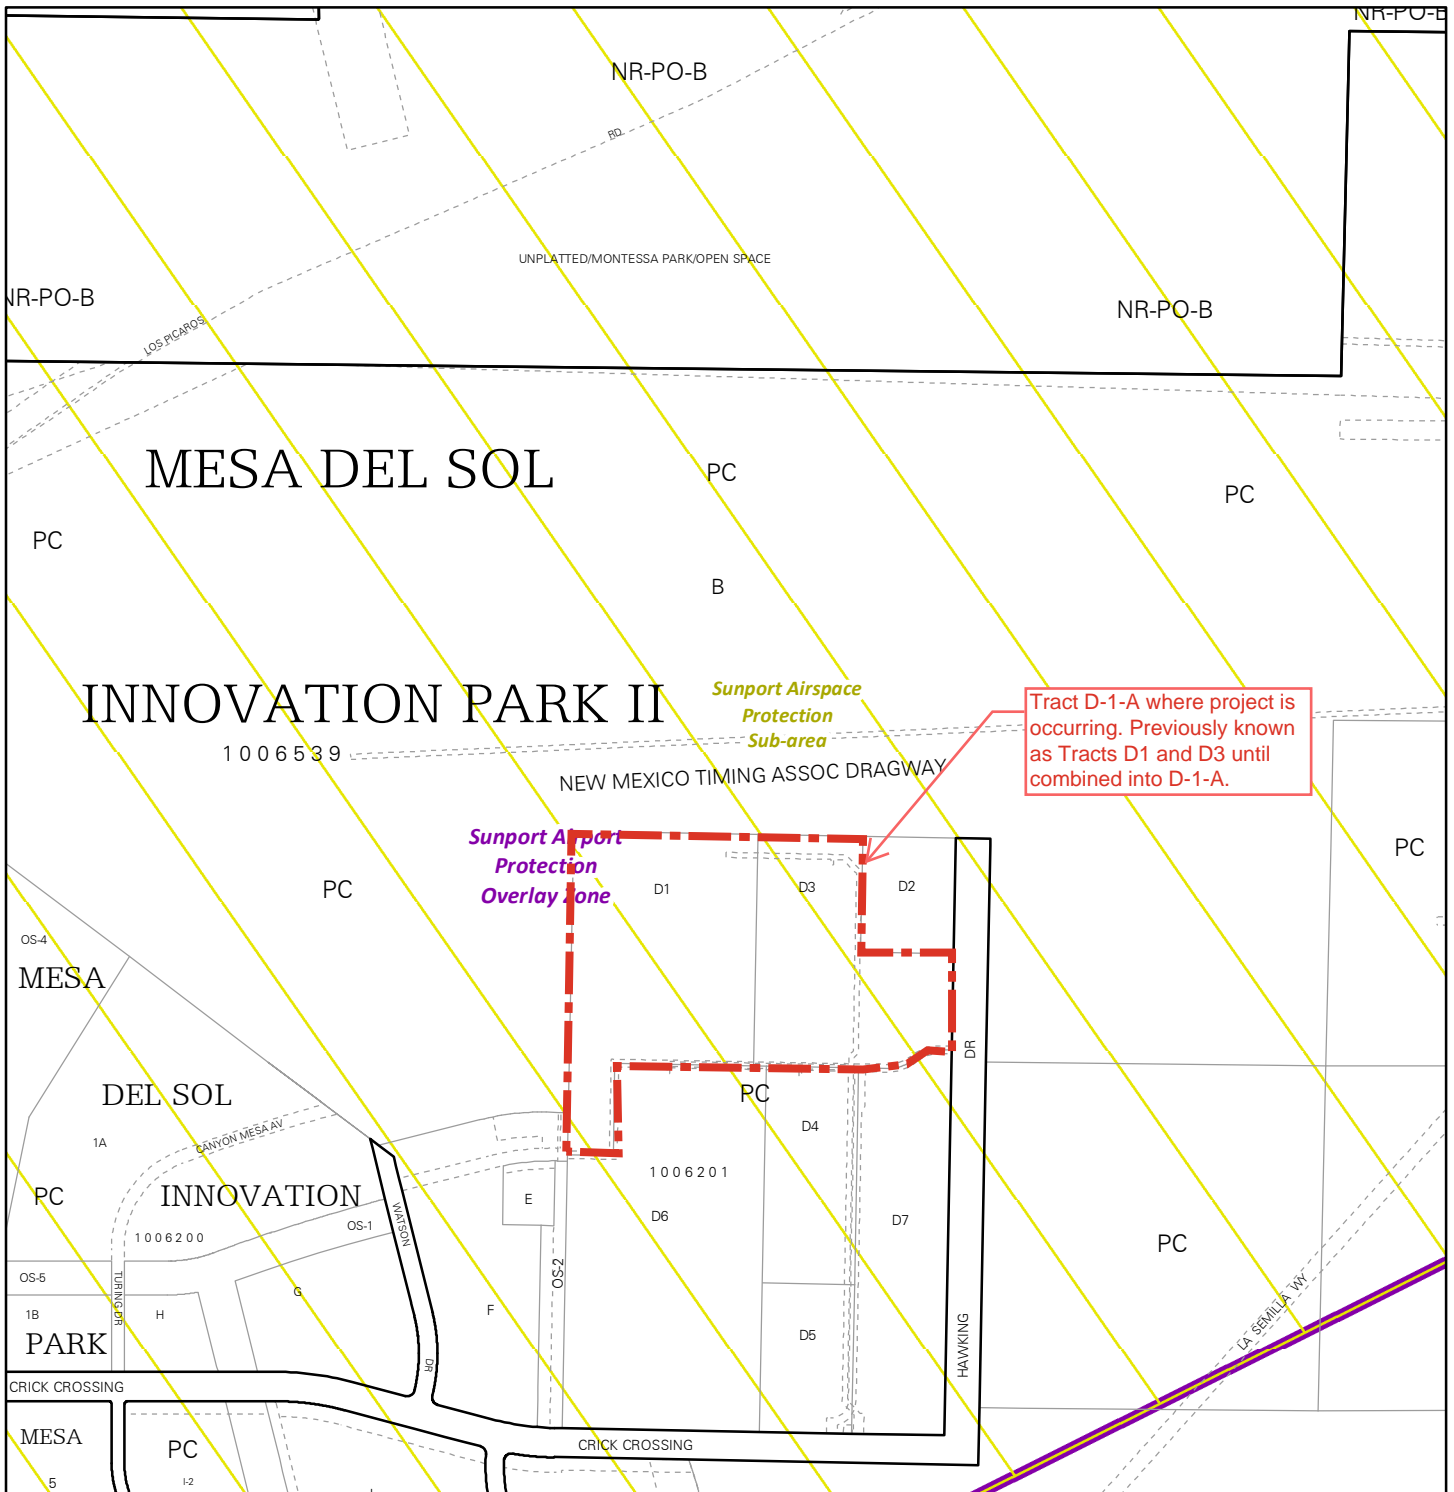 NR-PO-B
NR-PO-B
RD
UNPLATTED/MONTESSA PARK/OPEN SPACE
NR-PO-B
NR-PO-B
LOS PICAROS
MESA DEL SOL
PC
PC
PC
B
INNOVATION PARK II
1006539
Sunport Airspace
Protection
Sub-area
Tract D-1-A where project is
occurring. Previously known
as Tracts D1 and D3 until
combined into D-1-A.
NEW MEXICO TIMING ASSOC DRAGWAY
Sunport Airport
Protection
Overlay Zone
PC
PC
D1
D3
D2
OS-4
MESA
DR
DEL SOL
PC
D4
1A
CANYON MESA AV
1006201
PC
INNOVATION
E
D6
D7
OS-1
WATSON
1006200
PC
OS-5
OS-2
TURING DR
G
1B
H
F
LA SEMILLA WY
PARK
D5
HAWKING
DR
CRICK CROSSING
MESA
PC
CRICK CROSSING
5
I-2